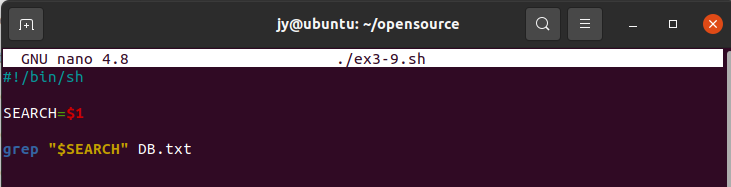 jy@ubuntu: ~/opensource
GNU nano 4.8 ./ex3-9.sh
#!/bin/sh
SEARCH=$1
grep "$SEARCH" DB.txt